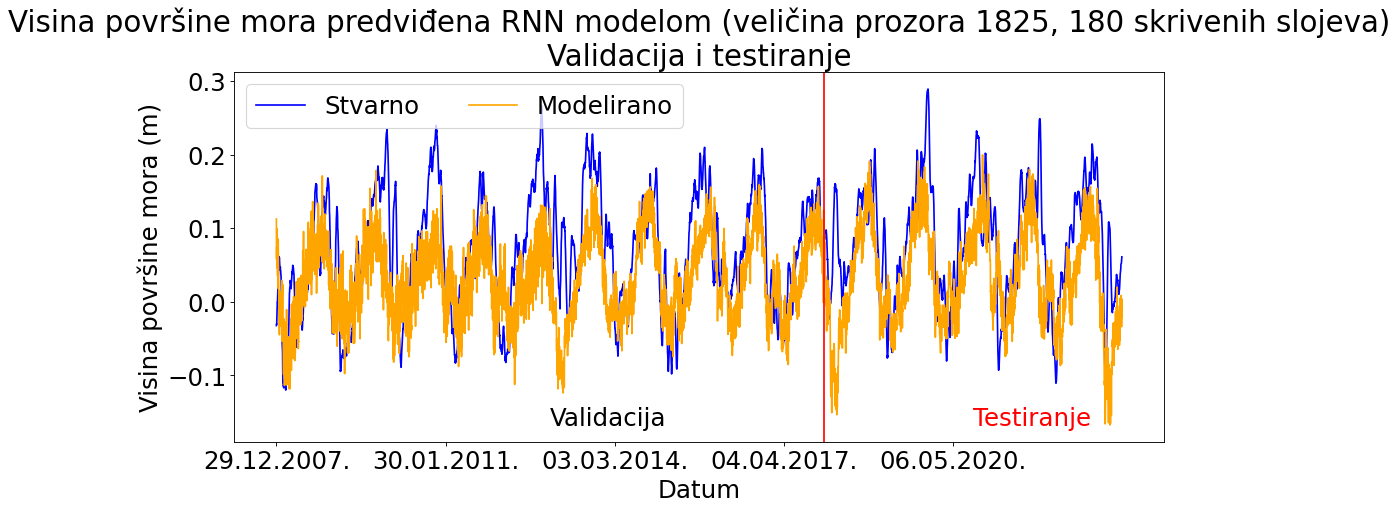 Visina površine mora predviđena RNN modelom (veličina prozora 1825, 180 skrivenih slojeva)
Validacija i testiranje
Stvarno Modelirano
Visina površine mora (m)
0.3
0.2
0.1
0.0
−0.1
Validacija Testiranje
29.12.2007. 30.01.2011. 03.03.2014. 04.04.2017. 06.05.2020.
Datum